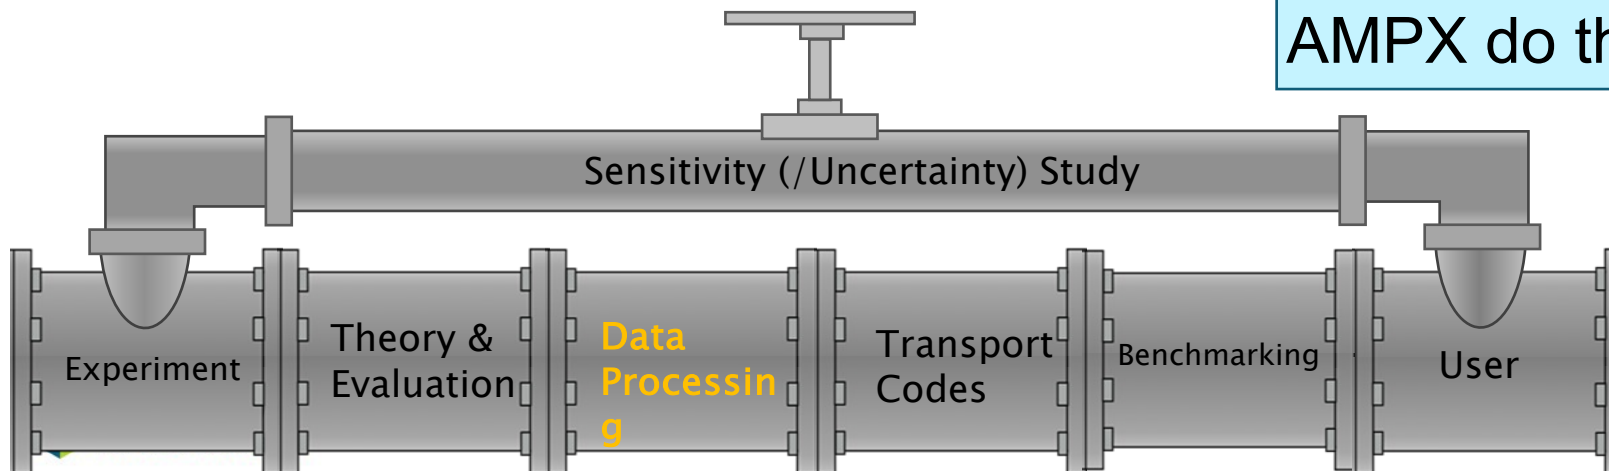 AMPX do th
Sensitivity (/Uncertainty) Study
Experiment
Theory &
Evaluation
Data
Processin
g
Transport
Codes
Benchmarking
User